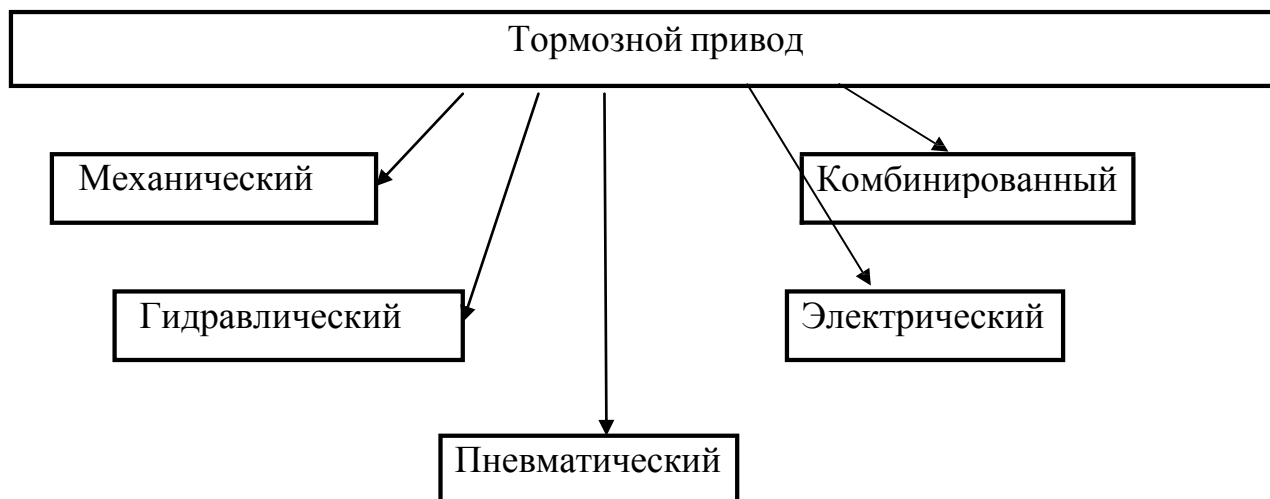 Тормозной привод
Механический
Комбинированный
Гидравлический
Электрический
Пневматический